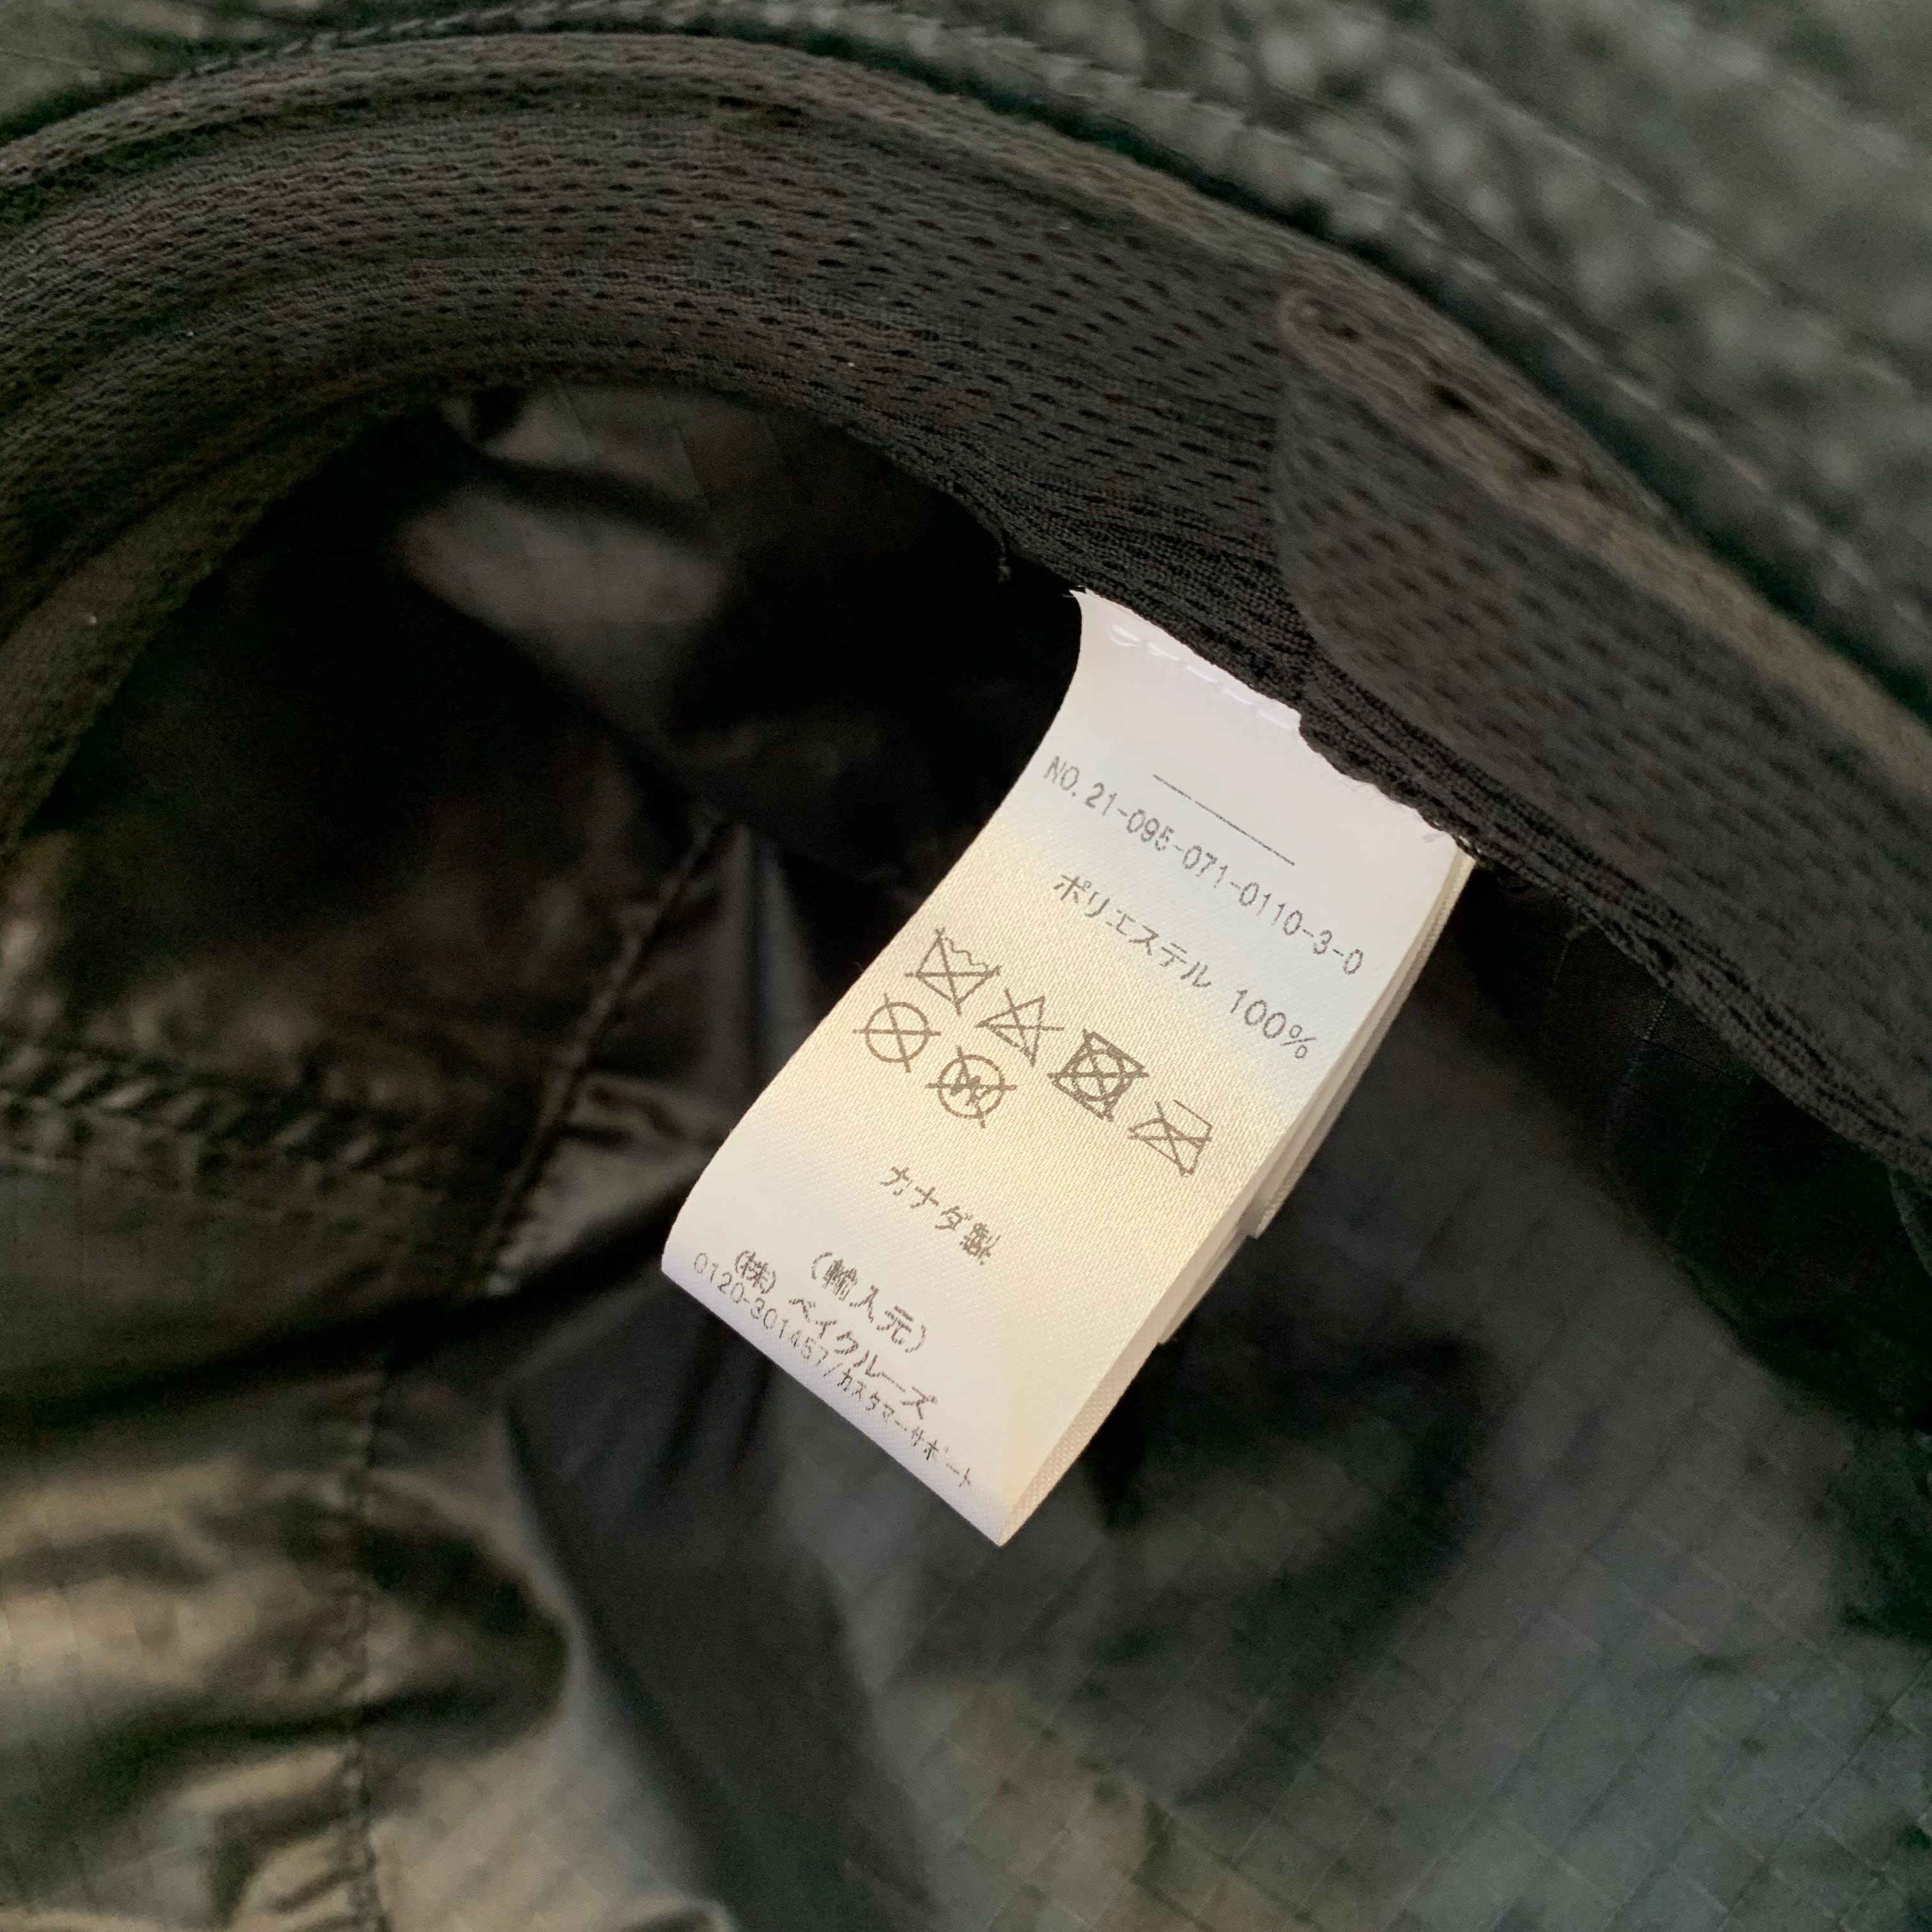 NO. 21-095-071-0110-3-0
ポリエステル 100%
カナダ製
(輸入元)
(株) ベイクルーズ
0120-301457/カスタマーサポート